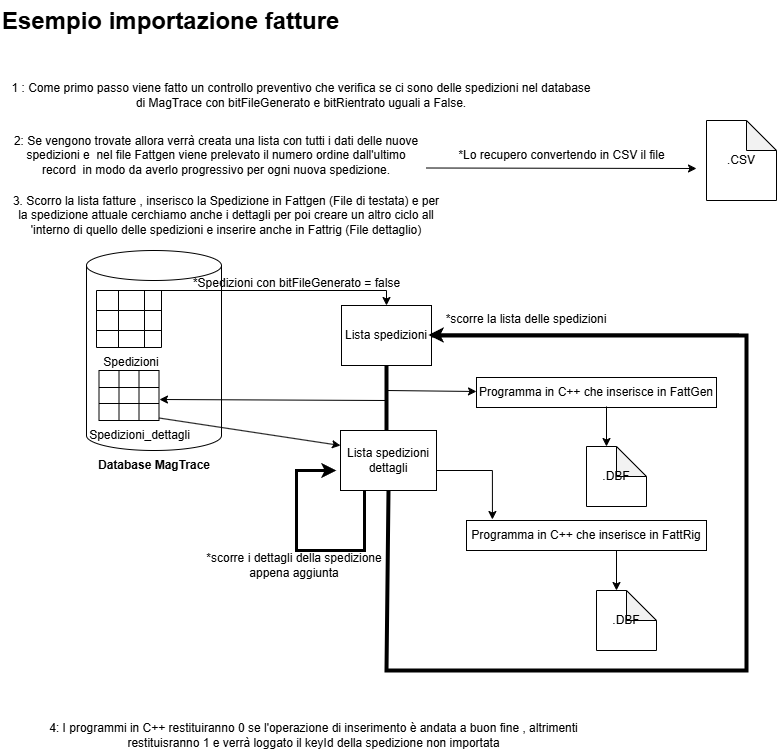 Esempio importazione fatture
1 : Come primo passo viene fatto un controllo preventivo che verifica se ci sono delle spedizioni nel database
di MagTrace con bitFileGenerato e bitRientrato uguali a False.
2: Se vengono trovate allora verrà creata una lista con tutti i dati delle nuove
spedizioni e nel file Fattgen viene prelevato il numero ordine dall'ultimo
record in modo da averlo progressivo per ogni nuova spedizione.
*Lo recupero convertendo in CSV il file
.CSV
3. Scorro la lista fatture , inserisco la Spedizione in Fattgen (File di testata) e per
la spedizione attuale cerchiamo anche i dettagli per poi creare un altro ciclo all
'interno di quello delle spedizioni e inserire anche in Fattrig (File dettaglio)
*Spedizioni con bitFileGenerato = false
Lista spedizioni
*scorre la lista delle spedizioni
Spedizioni
Programma in C++ che inserisce in FattGen
Spedizioni_dettagli
Database MagTrace
Lista spedizioni
dettagli
.DBF
Programma in C++ che inserisce in FattRig
*scorre i dettagli della spedizione
appena aggiunta
.DBF
4: I programmi in C++ restituiranno 0 se l'operazione di inserimento è andata a buon fine , altrimenti
restituisranno 1 e verrà loggato il keyId della spedizione non importata